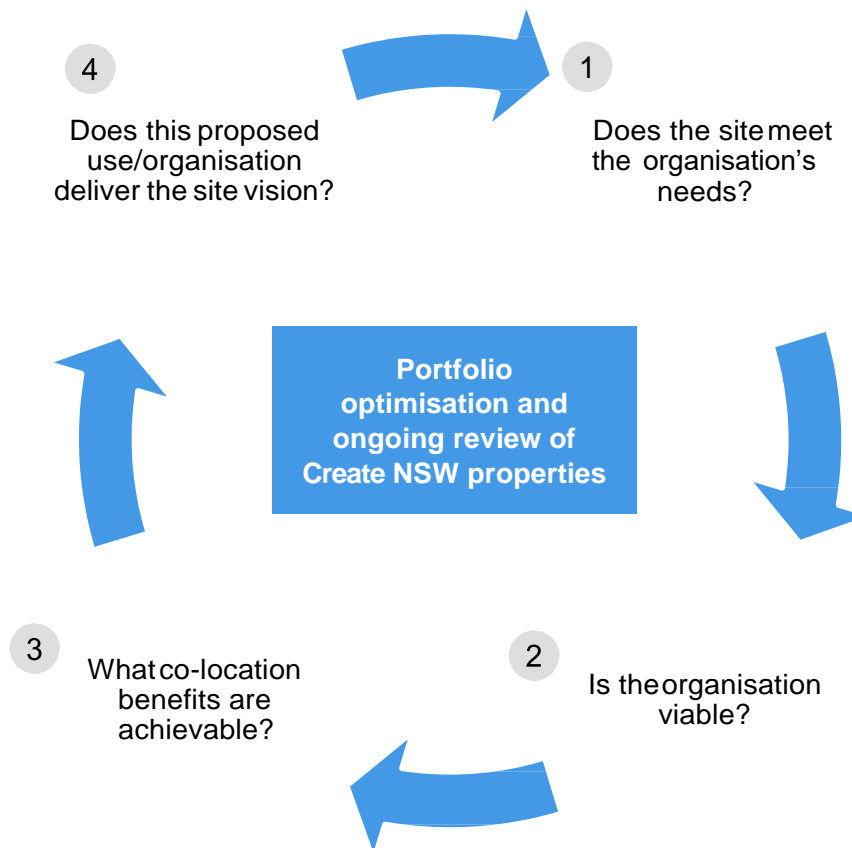 1
Does the site meet
the organisation's
needs?
2
Is the organisation
viable?
3
What co-location
benefits are
achievable?
4
Does this proposed
use/organisation
deliver the site vision?
Portfolio
optimisation and
ongoing review of
Create NSW properties